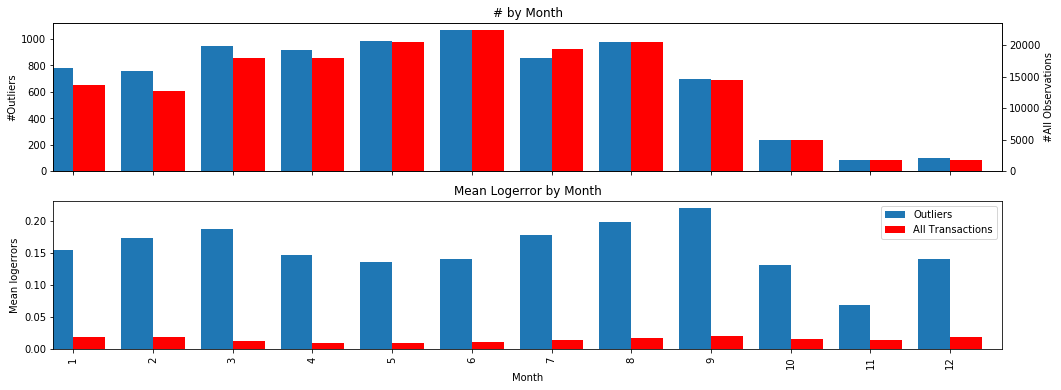 # by Month
1000
800
600
400
200
0
#Outliers
20000
15000
10000
5000
0
#All Observations
Mean Logerror by Month
0.20
0.15
0.10
0.05
0.00
Mean logerrors
Outliers
All Transactions
1 2 3 4 5 6 7 8 9 10 11 12
Month